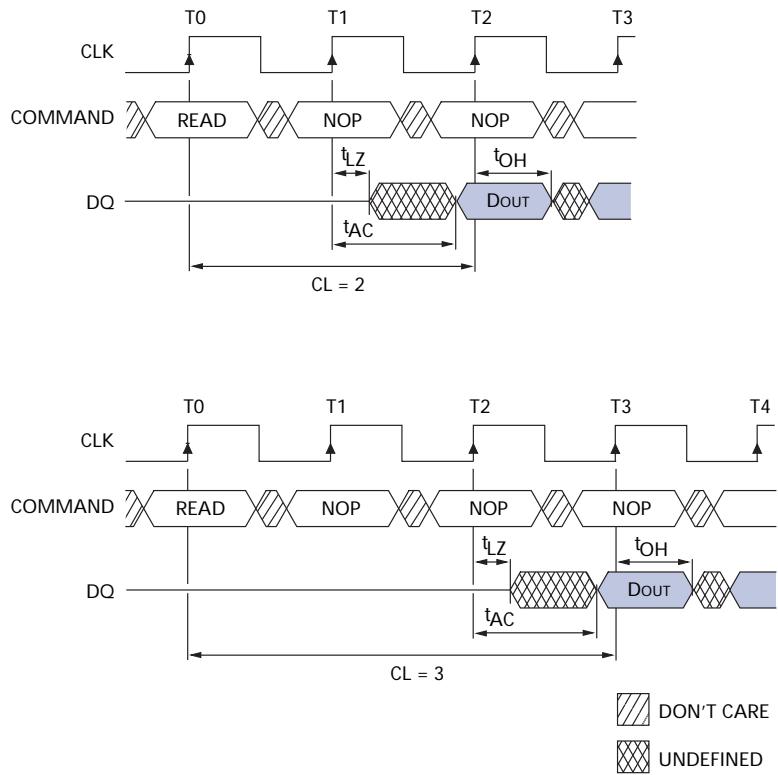 T0 T1 T2 T3
CLK
COMMAND READ NOP NOP
tLZ tOH
DQ DOUT
tAC
CL = 2
T0 T1 T2 T3 T4
CLK
COMMAND READ NOP NOP NOP
tLZ tOH
DQ DOUT
tAC
CL = 3
DON'T CARE
UNDEFINED